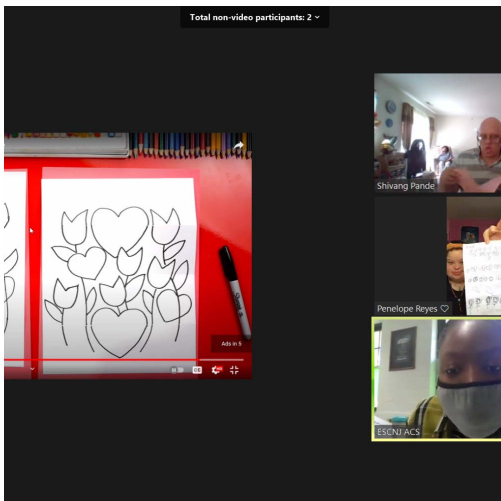 Total non-video participants: 2
Ads in 5
Shivang Pande
Penelope Reyes ♡
ESCNJ ACS